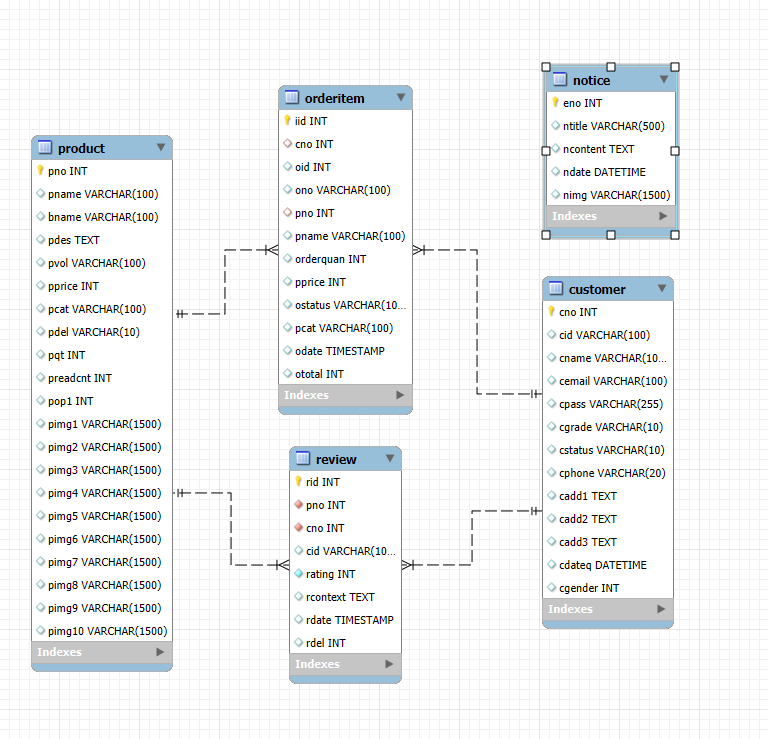 product
pno INT
pname VARCHAR(100)
bname VARCHAR(100)
pdes TEXT
pvol VARCHAR(100)
pprice INT
pcat VARCHAR(100)
pdel VARCHAR(10)
pqt INT
preadcnt INT
pop1 INT
pimg1 VARCHAR(1500)
pimg2 VARCHAR(1500)
pimg3 VARCHAR(1500)
pimg4 VARCHAR(1500)
pimg5 VARCHAR(1500)
pimg6 VARCHAR(1500)
pimg7 VARCHAR(1500)
pimg8 VARCHAR(1500)
pimg9 VARCHAR(1500)
pimg10 VARCHAR(1500)
Indexes
orderitem
iid INT
cno INT
oid INT
ono VARCHAR(100)
pno INT
pname VARCHAR(100)
orderquan INT
pprice INT
ostatus VARCHAR(10...
pcat VARCHAR(100)
odate TIMESTAMP
ototal INT
Indexes
review
rid INT
pno INT
cno INT
cid VARCHAR(10...
rating INT
rcontext TEXT
rdate TIMESTAMP
rdel INT
Indexes
notice
eno INT
ntitle VARCHAR(500)
ncontent TEXT
ndate DATETIME
nimg VARCHAR(1500)
Indexes
customer
cno INT
cid VARCHAR(100)
cname VARCHAR(10...
cemail VARCHAR(100)
cpass VARCHAR(255)
cgrade VARCHAR(10)
cstatus VARCHAR(10)
cphone VARCHAR(20)
cadd1 TEXT
cadd2 TEXT
cadd3 TEXT
cdateq DATETIME
cgender INT
Indexes